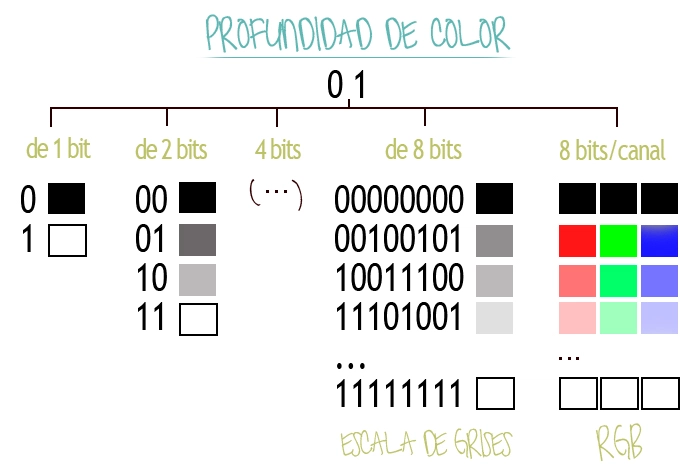 PROFUNDIDAD DE COLOR
0 1
de 1 bit de 2 bits 4 bits de 8 bits 8 bits/canal
0 00 (...) 00000000
1 01 00100101
10 10011100
11 11101001
... ...
11111111
ESCALA DE GRISES RGB